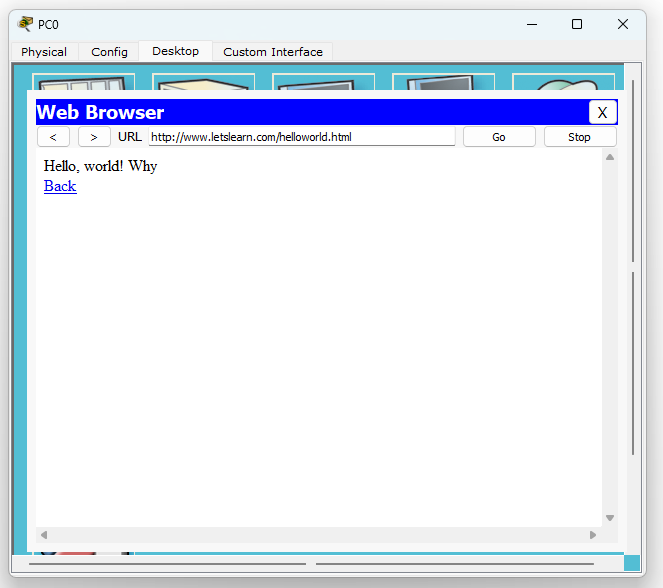 PC0
Physical Config Desktop Custom Interface
Web Browser X
< > URL http://www.letslearn.com/helloworld.html Go Stop
Hello, world! Why
Back